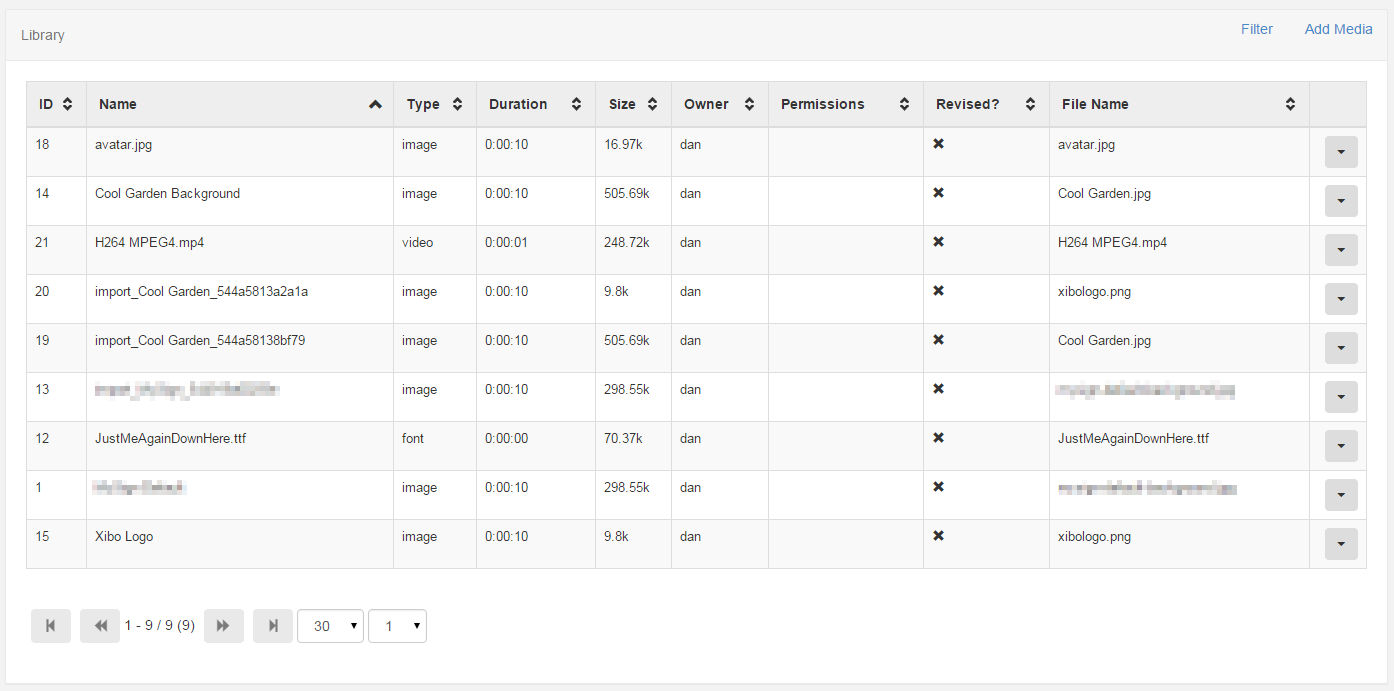 Library Filter Add Media
ID Name Type Duration Size Owner Permissions Revised? File Name
18 avatar.jpg image 0:00:10 16.97k dan avatar.jpg
14 Cool Garden Background image 0:00:10 505.69k dan Cool Garden.jpg
21 H264 MPEG4.mp4 video 0:00:01 248.72k dan H264 MPEG4.mp4
20 import_Cool Garden_544a5813a2a1a image 0:00:10 9.8k dan xibologo.png
19 import_Cool Garden_544a58138bf79 image 0:00:10 505.69k dan Cool Garden.jpg
13 image 0:00:10 298.55k dan
12 JustMeAgainDownHere.ttf font 0:00:00 70.37k dan JustMeAgainDownHere.ttf
1 image 0:00:10 298.55k dan
15 Xibo Logo image 0:00:10 9.8k dan xibologo.png
1 - 9 / 9 (9) 30 1